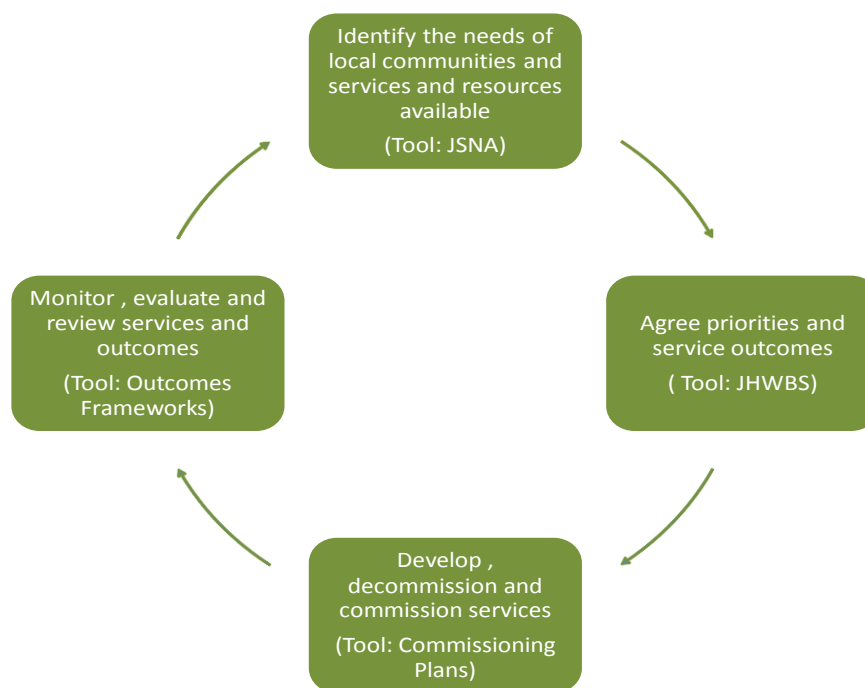 Identify the needs of
local communities and
services and resources
available
(Tool: JSNA)
Monitor , evaluate and
review services and
outcomes
(Tool: Outcomes
Frameworks)
Agree priorities and
service outcomes
( Tool: JHWBS)
Develop ,
decommission and
commission services
(Tool: Commissioning
Plans)